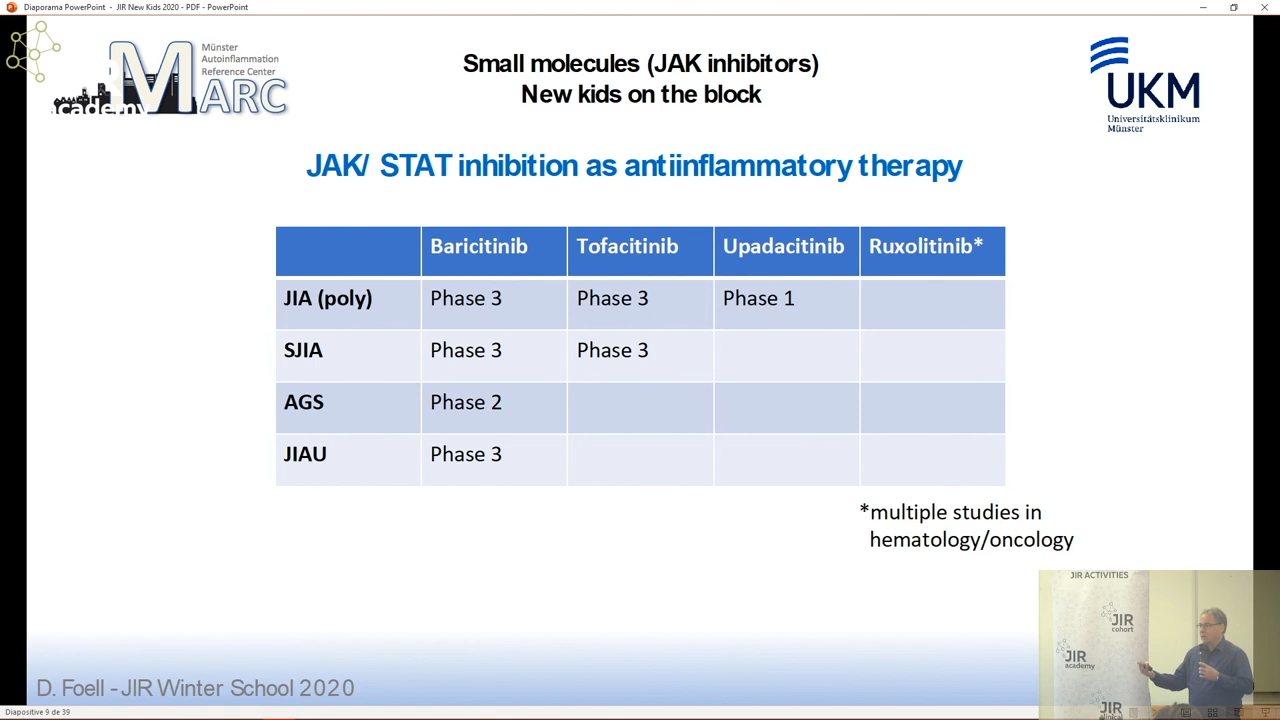 Diaporama PowerPoint - JIR New Kids 2020 - PDF - PowerPoint
Münster
Autoinflammation
Reference Center
MARC
academy
Small molecules (JAK inhibitors)
New kids on the block
UKM
Universitätsklinikum
Münster
JAK/ STAT inhibition as antiinflammatory therapy
Baricitinib Tofacitinib Upadacitinib Ruxolitinib*
JIA (poly) Phase 3 Phase 3 Phase 1
SJIA Phase 3 Phase 3
AGS Phase 2
JIAU Phase 3
*multiple studies in
hematology/oncology
JIR ACTIVITIES
JIR
cohort
JIR
academy
JIR
clinical
D. Foell - JIR Winter School 2020
Diapositive 9 de 39